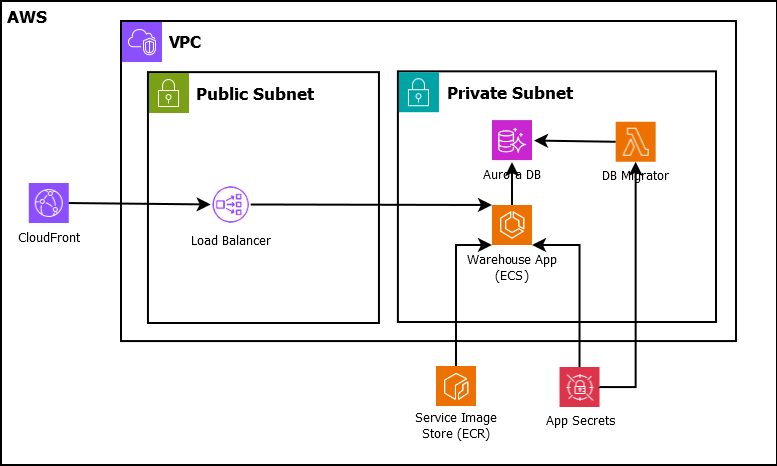 AWS
VPC
Public Subnet
Private Subnet
Aurora DB
DB Migrator
CloudFront
Load Balancer
Warehouse App
(ECS)
Service Image
Store (ECR)
App Secrets